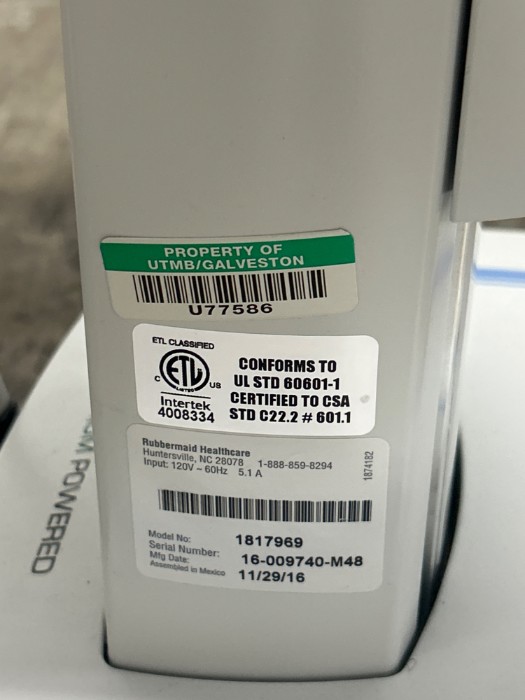 PROPERTY OF
UTMB/GALVESTON
U77586
ETL CLASSIFIED
C ETL US
LISTED
Intertek
4008334
CONFORMS TO
UL STD 60601-1
CERTIFIED TO CSA
STD C22.2 # 601.1
Rubbermaid Healthcare
Huntersville, NC 28078 1-888-859-8294
Input: 120V ~ 60Hz 5.1 A
1874182
Model No: 1817969
Serial Number: 16-009740-M48
Mfg Date: 11/29/16
Assembled in Mexico
POWERED